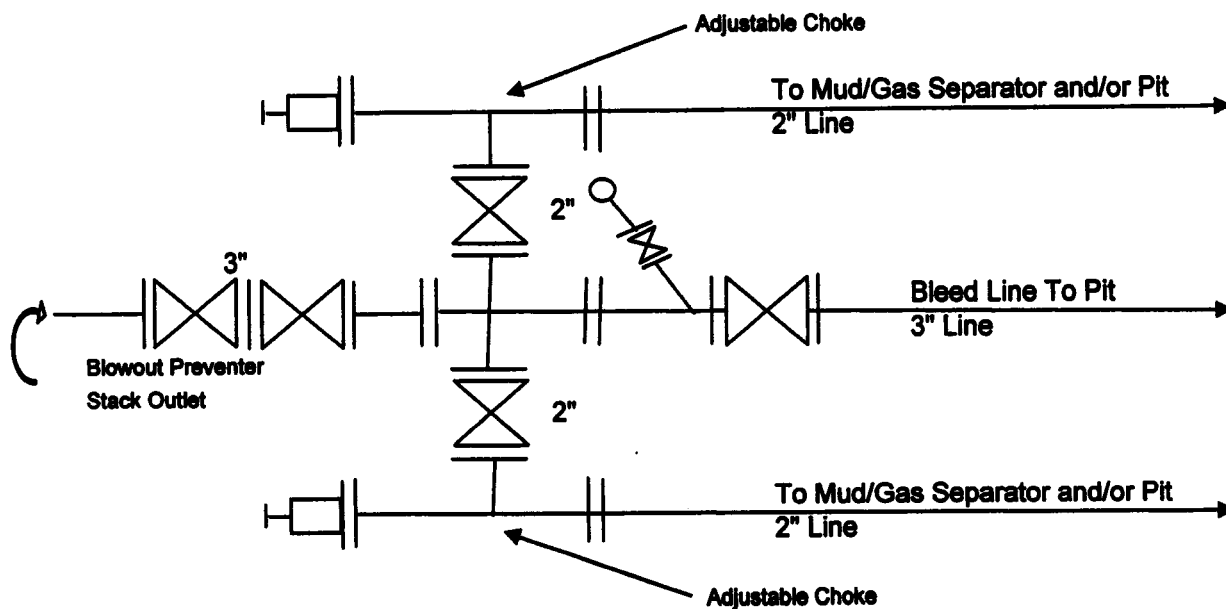 Adjustable Choke
To Mud/Gas Separator and/or Pit
2" Line
2"
3"
Bleed Line To Pit
3" Line
Blowout Preventer
Stack Outlet
2"
To Mud/Gas Separator and/or Pit
2" Line
Adjustable Choke